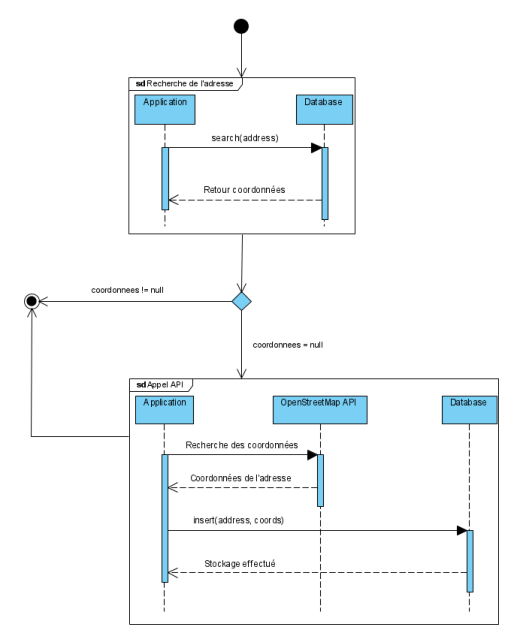 sd Recherche de l'adresse
Application
Database
search(address)
Retour coordonnées
coordonnees != null
coordonnees = null
sd Appel API
Application
OpenStreetMap API
Database
Recherche des coordonnées
Coordonnées de l'adresse
insert(address, coords)
Stockage effectué